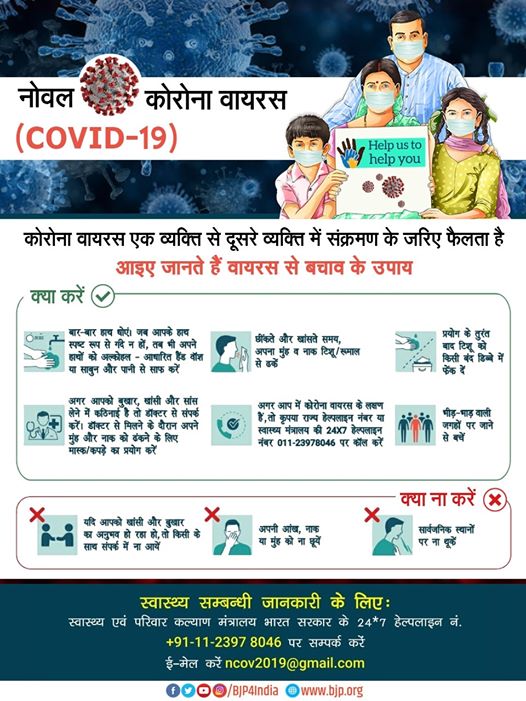 नोवल कोरोना वायरस
(COVID-19)
Help us to
help you
कोरोना वायरस एक व्यक्ति से दूसरे व्यक्ति में संक्रमण के जरिए फैलता है
आइए जानते हैं वायरस से बचाव के उपाय
क्या करें
बार-बार हाथ धोएं। जब आपके हाथ
स्पष्ट रूप से गंदे न हों, तब भी अपने
हाथों को अल्कोहल - आधारित हैंड वॉश
या साबुन और पानी से साफ करें
छींकते और खांसते समय,
अपना मुंह व नाक टिशू/रूमाल
से ढकें
प्रयोग के तुरंत
बाद टिशू को
किसी बंद डिब्बे में
फेंक दें
अगर आपको बुखार, खांसी और सांस
लेने में कठिनाई है तो डॉक्टर से संपर्क
करें। डॉक्टर से मिलने के दौरान अपने
मुंह और नाक को ढंकने के लिए
मास्क/कपड़े का प्रयोग करें
अगर आप में कोरोना वायरस के लक्षण
हैं, तो कृपया राज्य हेल्पलाइन नंबर या
स्वास्थ्य मंत्रालय की 24X7 हेल्पलाइन
नंबर 011-23978046 पर कॉल करें
भीड़-भाड़ वाली
जगहों पर जाने
से बचें
क्या ना करें
यदि आपको खांसी और बुखार
का अनुभव हो रहा हो, तो किसी के
साथ संपर्क में ना आयें
अपनी आंख, नाक
या मुंह को ना छूयें
सार्वजनिक स्थानों
पर ना थूकें
स्वास्थ्य सम्बन्धी जानकारी के लिए:
स्वास्थ्य एवं परिवार कल्याण मंत्रालय भारत सरकार के 24*7 हेल्पलाइन नं.
+91-11-2397 8046 पर सम्पर्क करें
ई-मेल करें ncov2019@gmail.com
/BJP4India www.bjp.org